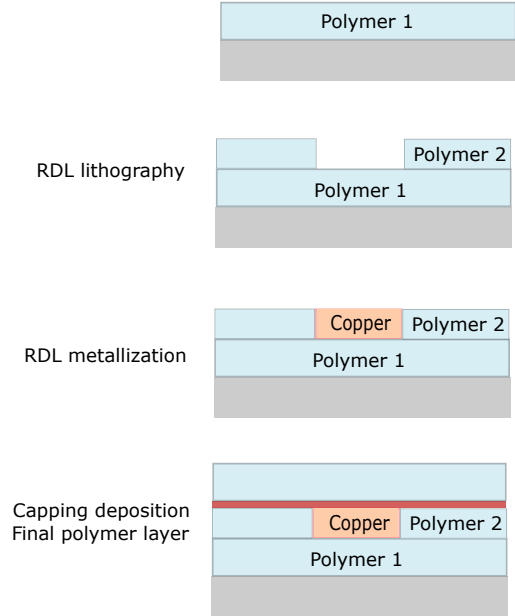 Polymer 1
RDL lithography
Polymer 2
Polymer 1
RDL metallization
Copper
Polymer 2
Polymer 1
Capping deposition
Final polymer layer
Copper
Polymer 2
Polymer 1